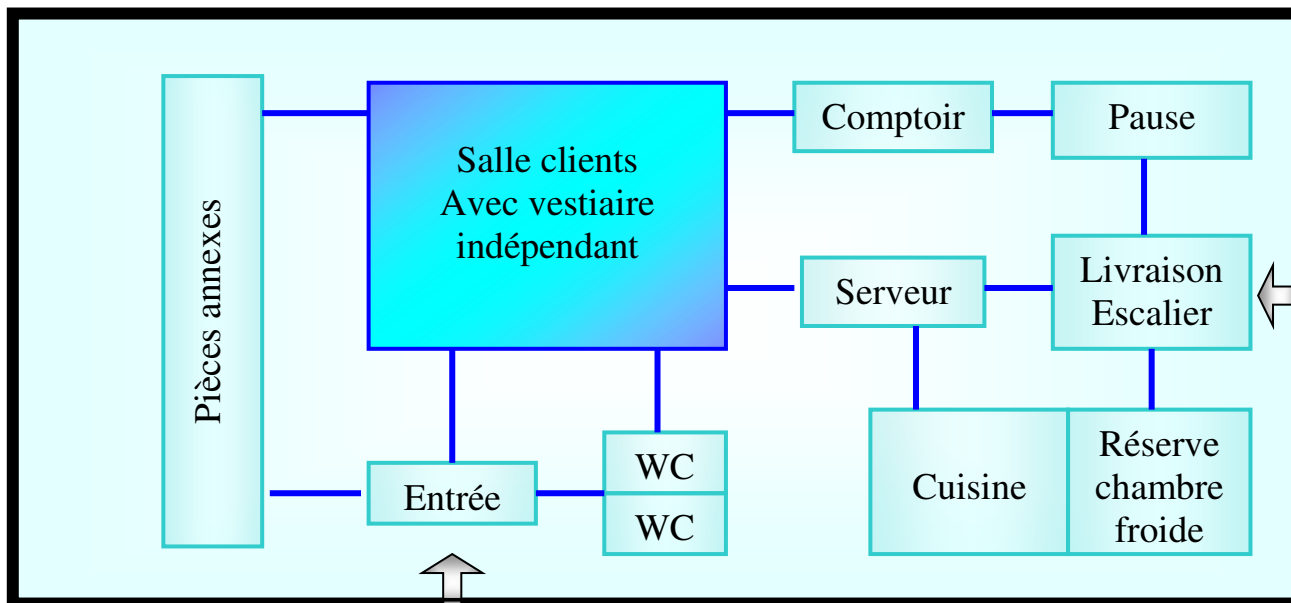 Pièces annexes
Salle clients
Avec vestiaire
indépendant
Comptoir
Pause
Serveur
Livraison
Escalier
Entrée
WC
WC
Cuisine
Réserve
chambre
froide